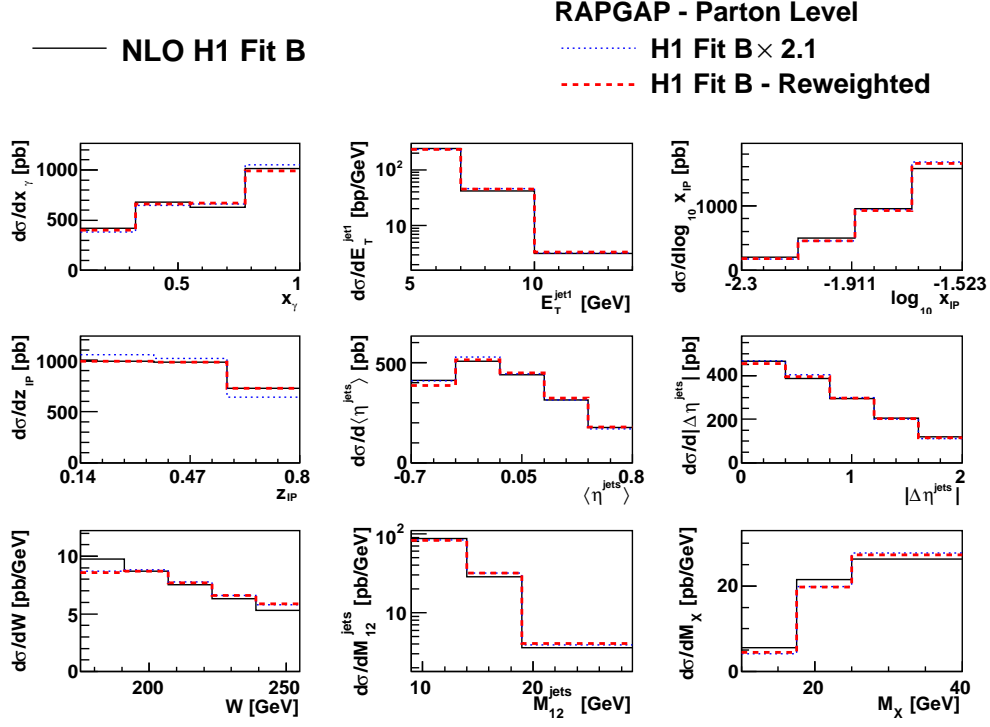 RAPGAP - Parton Level
NLO H1 Fit B
H1 Fit B × 2.1
H1 Fit B - Reweighted
dσ/dx_γ [pb]
1000
500
0
0.5
1
x_γ
dσ/dE_T^jet1 [bp/GeV]
10^2
10
5
10
E_T^jet1 [GeV]
dσ/dlog_10 x_IP [pb]
1000
0
-2.3
-1.911
-1.523
log_10 x_IP
dσ/dz_IP [pb]
1000
500
0
0.14
0.47
0.8
z_IP
dσ/d⟨η^jets⟩ [pb]
500
0
-0.7
0.05
0.8
⟨η^jets⟩
dσ/d|Δη^jets| [pb]
400
200
0
0
1
2
|Δη^jets|
dσ/dW [pb/GeV]
10
5
0
200
250
W [GeV]
dσ/dM_12^jets [pb/GeV]
10^2
10
10
20
M_12^jets [GeV]
dσ/dM_X [pb/GeV]
20
0
20
30
40
M_X [GeV]